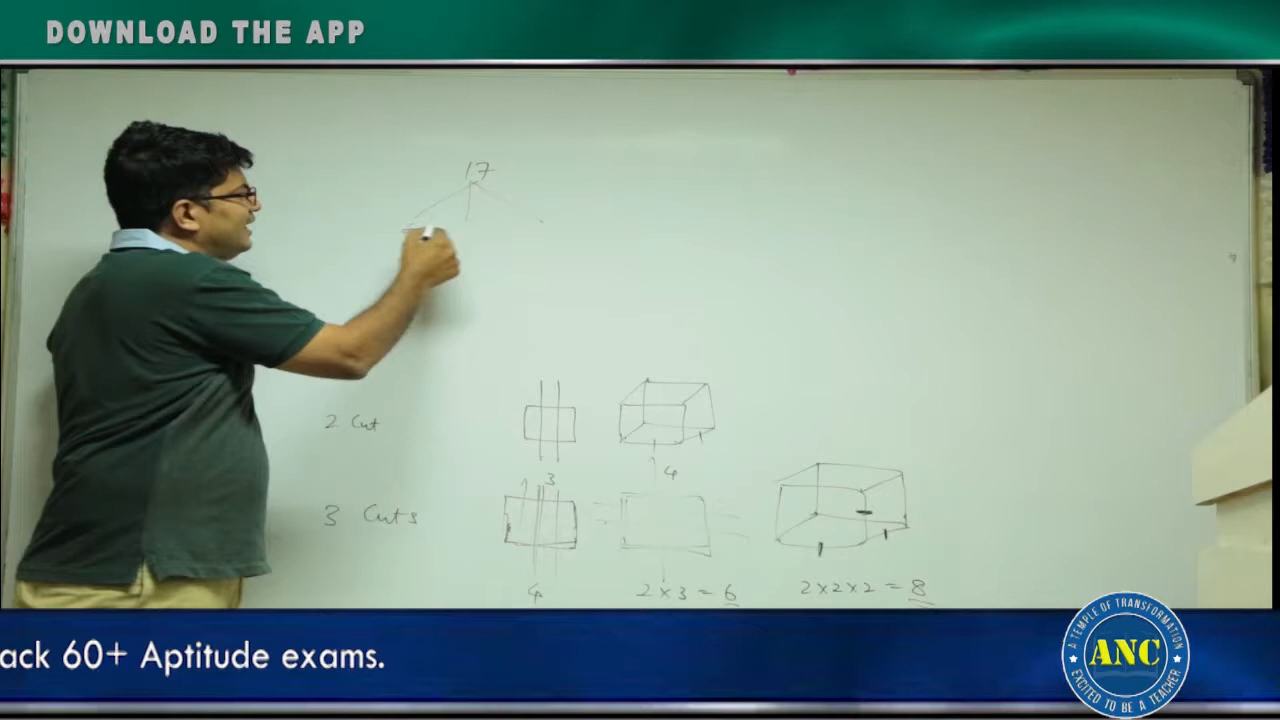 DOWNLOAD THE APP
17
2 Cut
3
4
3 Cuts
4
2 × 3 = 6
2 × 2 × 2 = 8
ack 60+ Aptitude exams.
A TEMPLE OF TRANSFORMATION
ANC
EXCITED TO BE A TEACHER